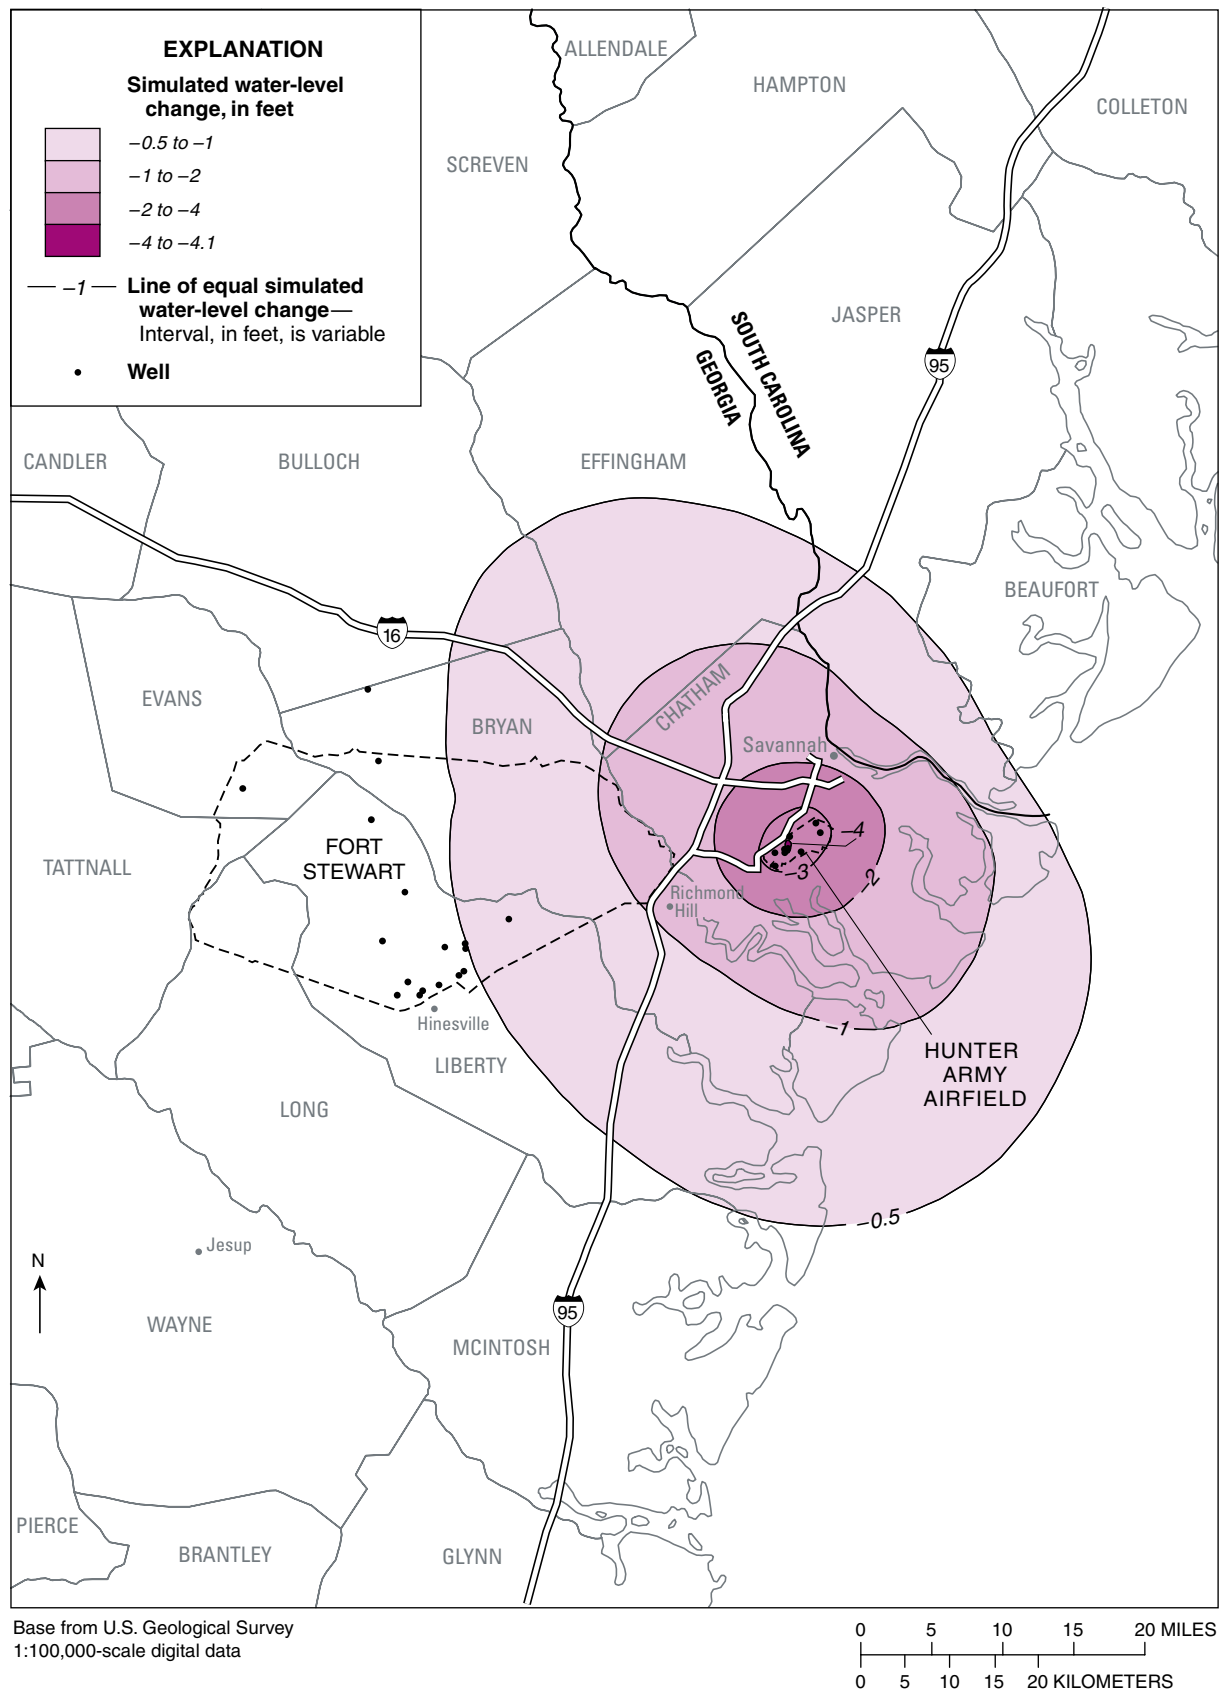 EXPLANATION
Simulated water-level
change, in feet
–0.5 to –1
–1 to –2
–2 to –4
–4 to –4.1
–1
Line of equal simulated
water-level change—
Interval, in feet, is variable
Well
ALLENDALE
HAMPTON
COLLETON
SCREVEN
JASPER
SOUTH CAROLINA
GEORGIA
95
CANDLER
BULLOCH
EFFINGHAM
BEAUFORT
16
EVANS
BRYAN
CHATHAM
Savannah
–4
–3
–2
TATTNALL
FORT
STEWART
Richmond
Hill
Hinesville
–1
LIBERTY
HUNTER
ARMY
AIRFIELD
LONG
–0.5
Jesup
N
95
WAYNE
MCINTOSH
PIERCE
BRANTLEY
GLYNN
Base from U.S. Geological Survey
1:100,000-scale digital data
0 5 10 15 20 MILES
0 5 10 15 20 KILOMETERS